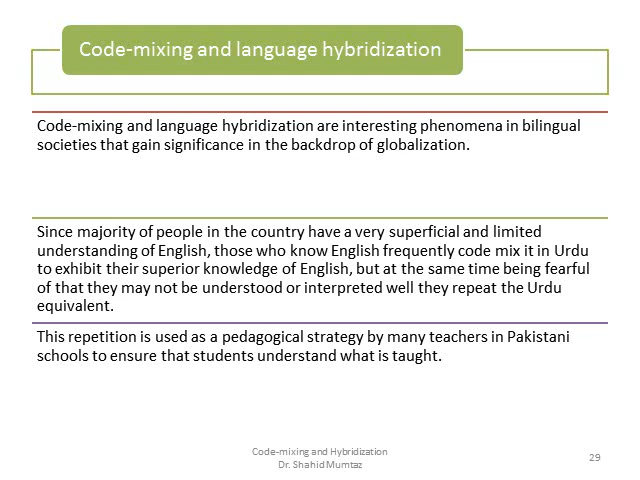 Code-mixing and language hybridization
Code-mixing and language hybridization are interesting phenomena in bilingual
societies that gain significance in the backdrop of globalization.
Since majority of people in the country have a very superficial and limited
understanding of English, those who know English frequently code mix it in Urdu
to exhibit their superior knowledge of English, but at the same time being fearful
of that they may not be understood or interpreted well they repeat the Urdu
equivalent.
This repetition is used as a pedagogical strategy by many teachers in Pakistani
schools to ensure that students understand what is taught.
Code-mixing and Hybridization
Dr. Shahid Mumtaz
29